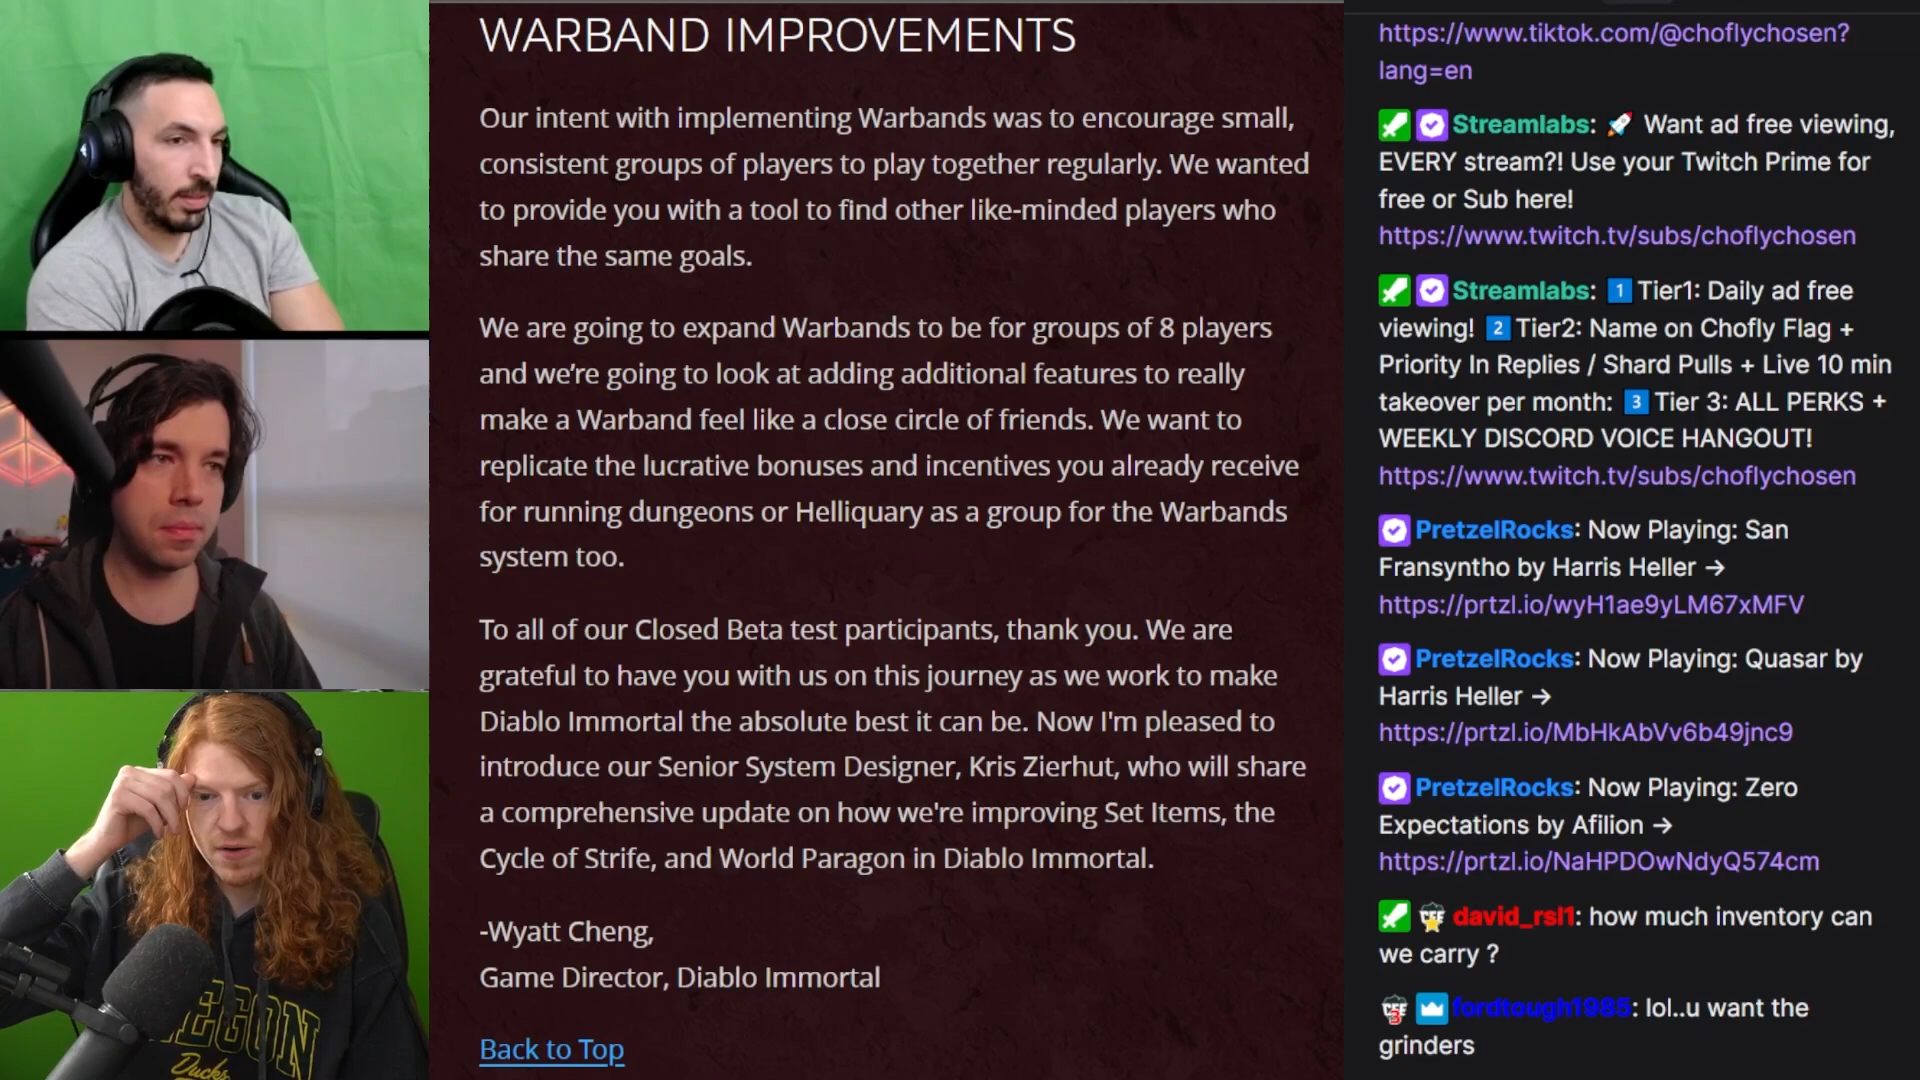 WARBAND IMPROVEMENTS
Our intent with implementing Warbands was to encourage small,
consistent groups of players to play together regularly. We wanted
to provide you with a tool to find other like-minded players who
share the same goals.
We are going to expand Warbands to be for groups of 8 players
and we're going to look at adding additional features to really
make a Warband feel like a close circle of friends. We want to
replicate the lucrative bonuses and incentives you already receive
for running dungeons or Helliquary as a group for the Warbands
system too.
To all of our Closed Beta test participants, thank you. We are
grateful to have you with us on this journey as we work to make
Diablo Immortal the absolute best it can be. Now I'm pleased to
introduce our Senior System Designer, Kris Zierhut, who will share
a comprehensive update on how we're improving Set Items, the
Cycle of Strife, and World Paragon in Diablo Immortal.
-Wyatt Cheng,
Game Director, Diablo Immortal
Back to Top
https://www.tiktok.com/@choflychosen?
lang=en
Streamlabs: 🚀 Want ad free viewing,
EVERY stream?! Use your Twitch Prime for
free or Sub here!
https://www.twitch.tv/subs/choflychosen
Streamlabs: 1 Tier1: Daily ad free
viewing! 2 Tier2: Name on Chofly Flag +
Priority In Replies / Shard Pulls + Live 10 min
takeover per month: 3 Tier 3: ALL PERKS +
WEEKLY DISCORD VOICE HANGOUT!
https://www.twitch.tv/subs/choflychosen
PretzelRocks: Now Playing: San
Fransyntho by Harris Heller →
https://prtzl.io/wyH1ae9yLM67xMFV
PretzelRocks: Now Playing: Quasar by
Harris Heller →
https://prtzl.io/MbHkAbVv6b49jnc9
PretzelRocks: Now Playing: Zero
Expectations by Afilion →
https://prtzl.io/NaHPDOwNdyQ574cm
david_rsl1: how much inventory can
we carry ?
fordtough1985: lol..u want the
grinders
Ducks